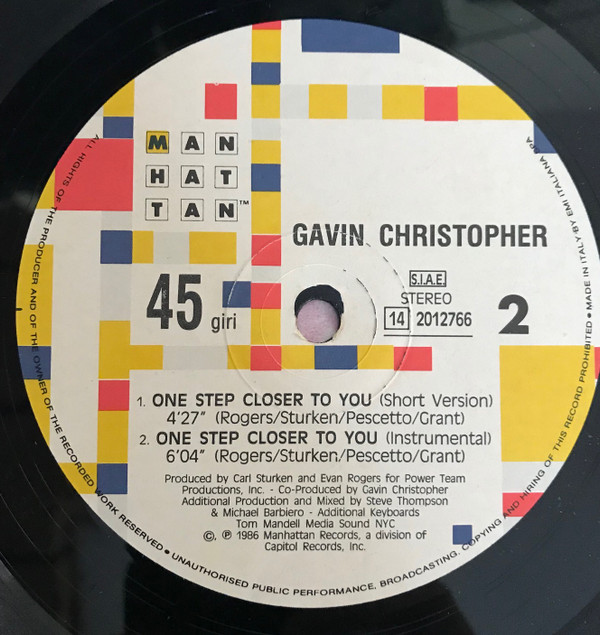 MAN
HAT
TAN™
GAVIN CHRISTOPHER
45 giri
S.I.A.E.
STEREO
14 2012766
2
1. ONE STEP CLOSER TO YOU (Short Version)
4'27" (Rogers/Sturken/Pescetto/Grant)
2. ONE STEP CLOSER TO YOU (Instrumental)
6'04" (Rogers/Sturken/Pescetto/Grant)
Produced by Carl Sturken and Evan Rogers for Power Team
Productions, Inc. - Co-Produced by Gavin Christopher
Additional Production and Mixed by Steve Thompson
& Michael Barbiero - Additional Keyboards
Tom Mandell Media Sound NYC
©, ℗ 1986 Manhattan Records, a division of
Capitol Records, Inc.
ALL RIGHTS OF THE PRODUCER AND OF THE OWNER OF THE RECORDED WORK RESERVED • UNAUTHORISED PUBLIC PERFORMANCE, BROADCASTING, COPYING AND HIRING OF THIS RECORD PROHIBITED • MADE IN ITALY BY EMI ITALIANA SPA